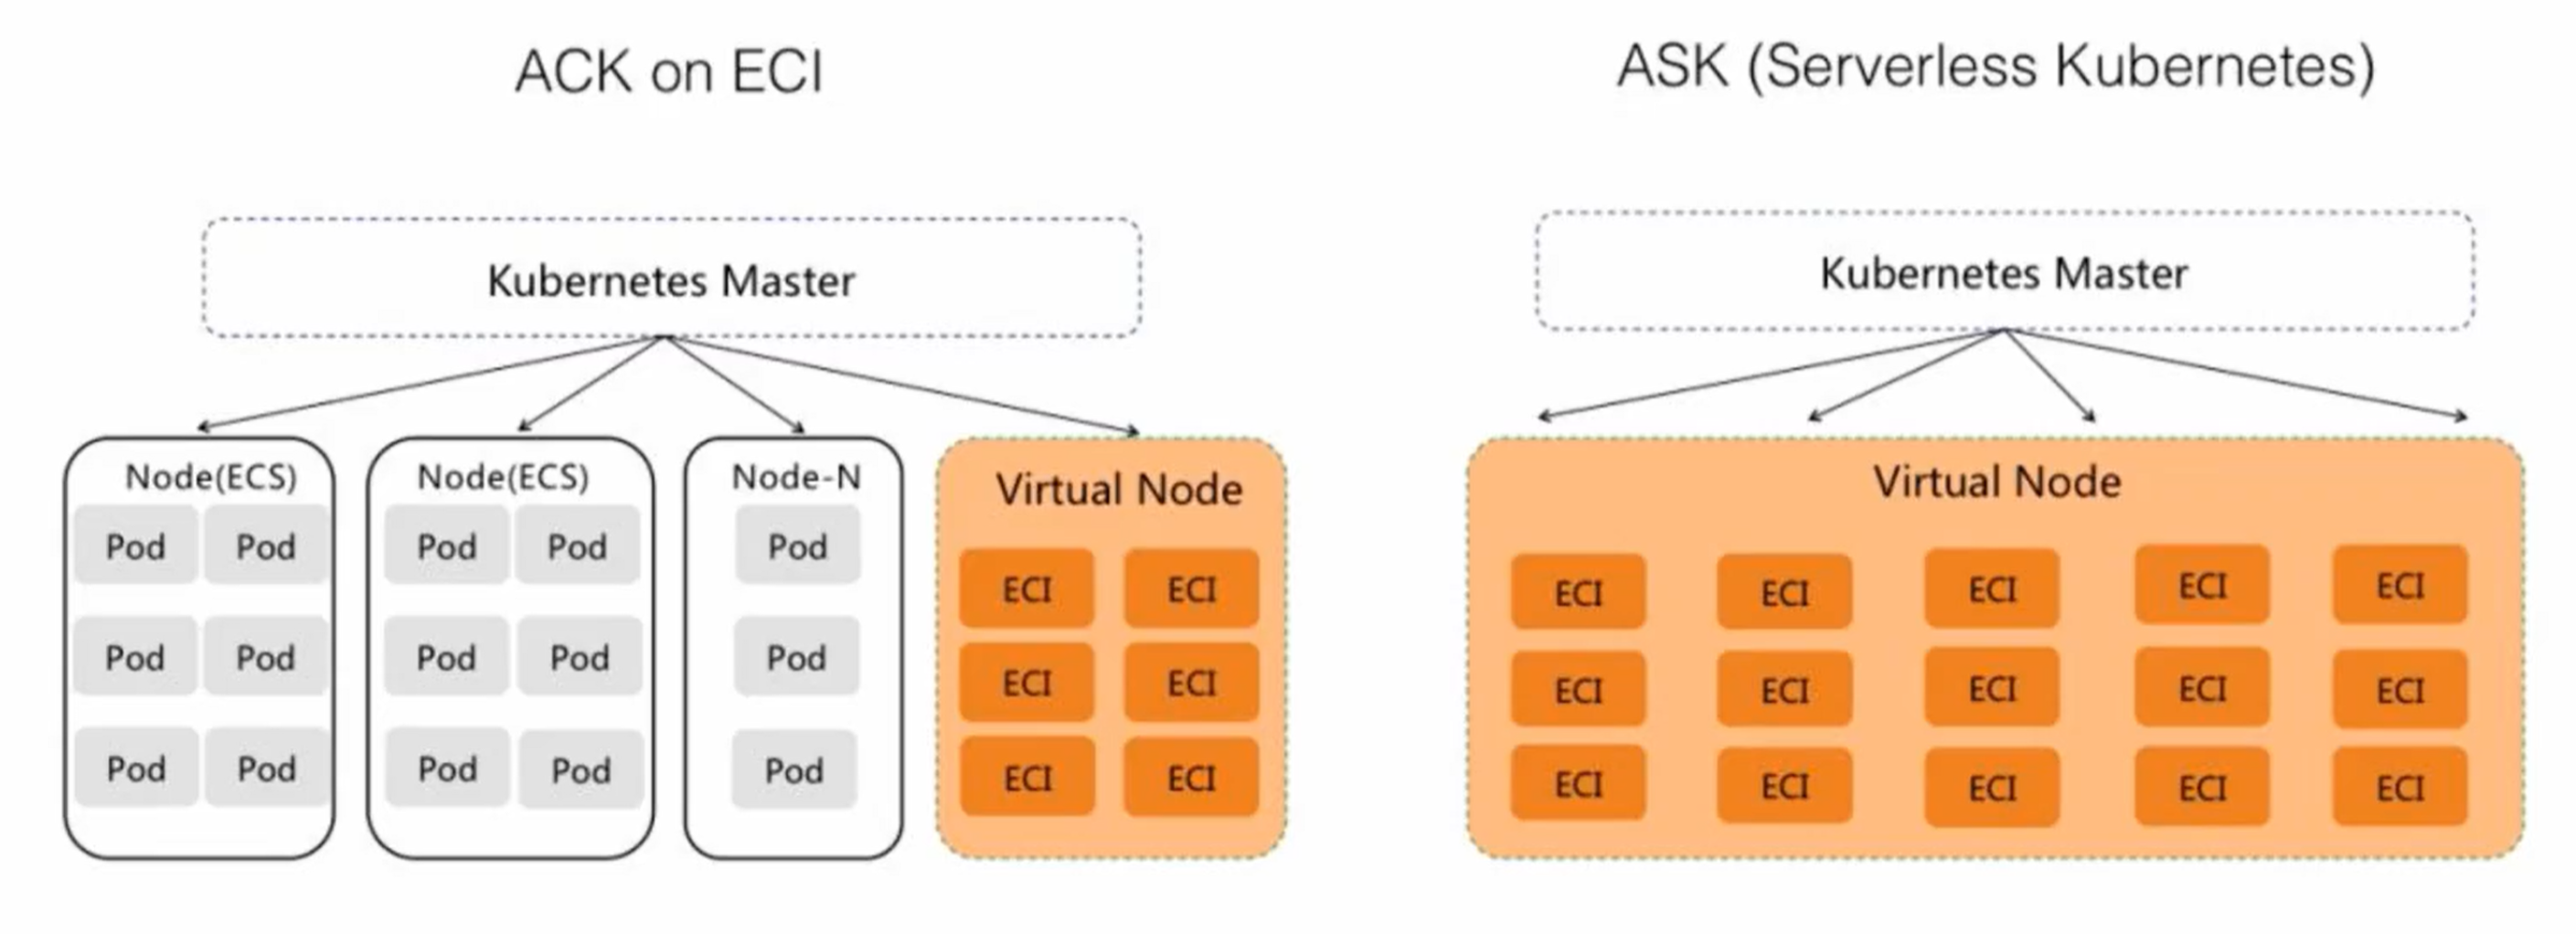 ACK on ECI
Kubernetes Master
Node(ECS)
Pod Pod
Pod Pod
Pod Pod
Node(ECS)
Pod Pod
Pod Pod
Pod Pod
Node-N
Pod
Pod
Pod
Virtual Node
ECI ECI
ECI ECI
ECI ECI
ASK (Serverless Kubernetes)
Kubernetes Master
Virtual Node
ECI ECI ECI ECI ECI
ECI ECI ECI ECI ECI
ECI ECI ECI ECI ECI